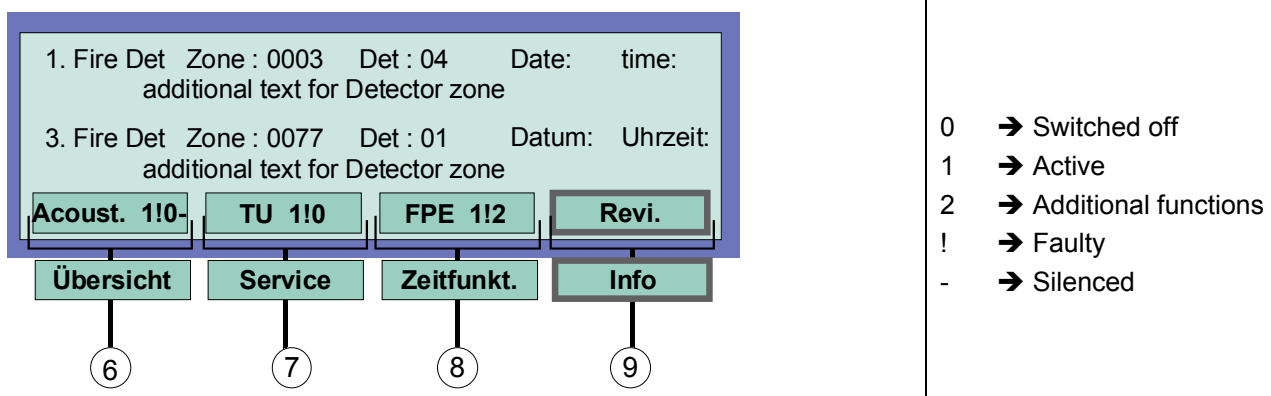 1. Fire Det Zone : 0003 Det : 04 Date: time:
additional text for Detector zone
3. Fire Det Zone : 0077 Det : 01 Datum: Uhrzeit:
additional text for Detector zone
Acoust. 1!0- TU 1!0 FPE 1!2 Revi.
Übersicht Service Zeitfunkt. Info
6 7 8 9
0 ➔ Switched off
1 ➔ Active
2 ➔ Additional functions
! ➔ Faulty
- ➔ Silenced